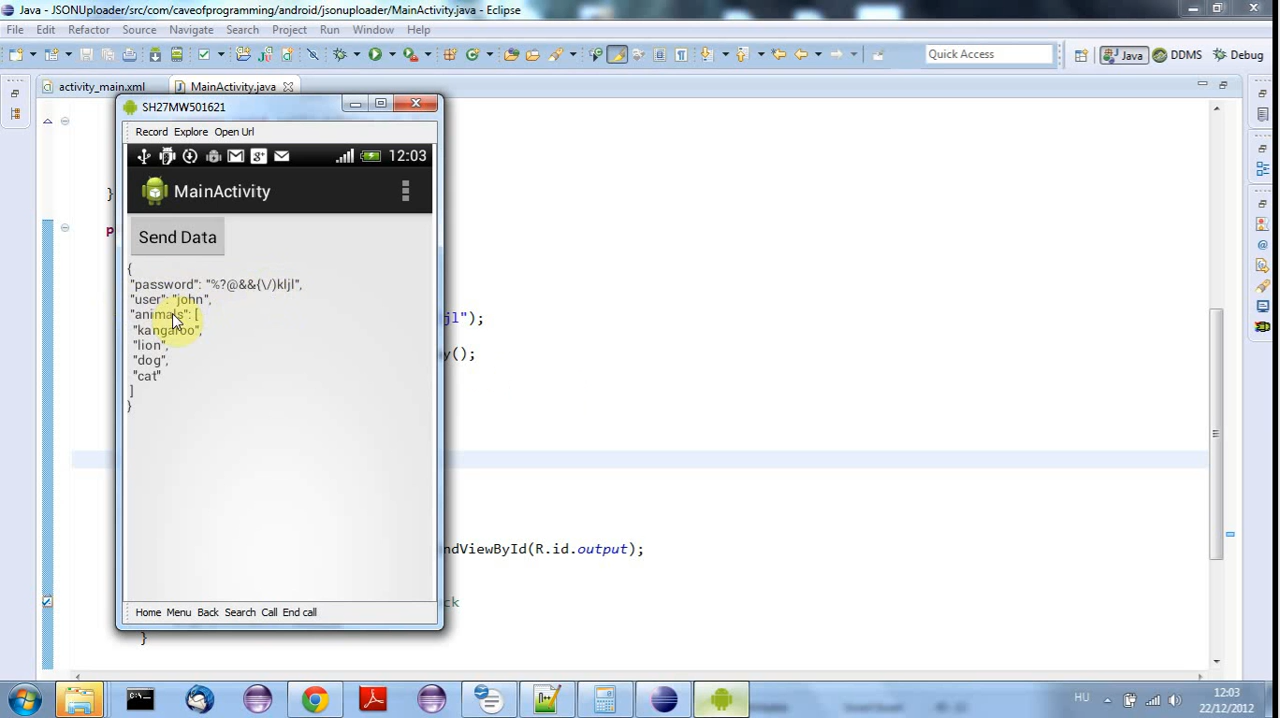 Java - JSONUploader/src/com/caveofprogramming/android/jsonuploader/MainActivity.java - Eclipse
File Edit Refactor Source Navigate Search Project Run Window Help
Quick Access
Java
DDMS
Debug
activity_main.xml
MainActivity.java
SH27MW501621
Record Explore Open Url
12:03
MainActivity
Send Data
{
"password": "%?@&&{\/)kljl",
"user": "john",
"animals": [
"kangaroo",
"lion",
"dog",
"cat"
]
}
}
p
jl");
y();
ndViewById(R.id.output);
ck
}
Home Menu Back Search Call End call
HU
12:03
22/12/2012